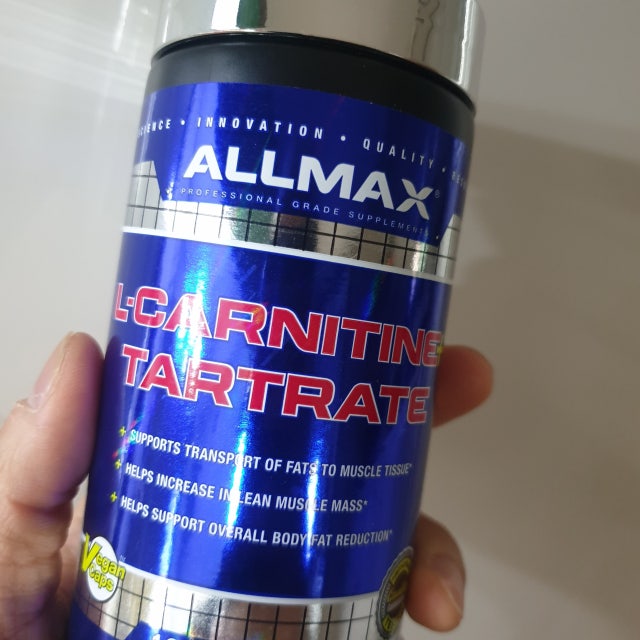 • INNOVATION • QUALITY •
ALLMAX®
PROFESSIONAL GRADE SUPPLEMENTS
L-CARNITINE+
TARTRATE
+ SUPPORTS TRANSPORT OF FATS TO MUSCLE TISSUE*
+ HELPS INCREASE IN LEAN MUSCLE MASS*
+ HELPS SUPPORT OVERALL BODY FAT REDUCTION*
Vegan
Caps